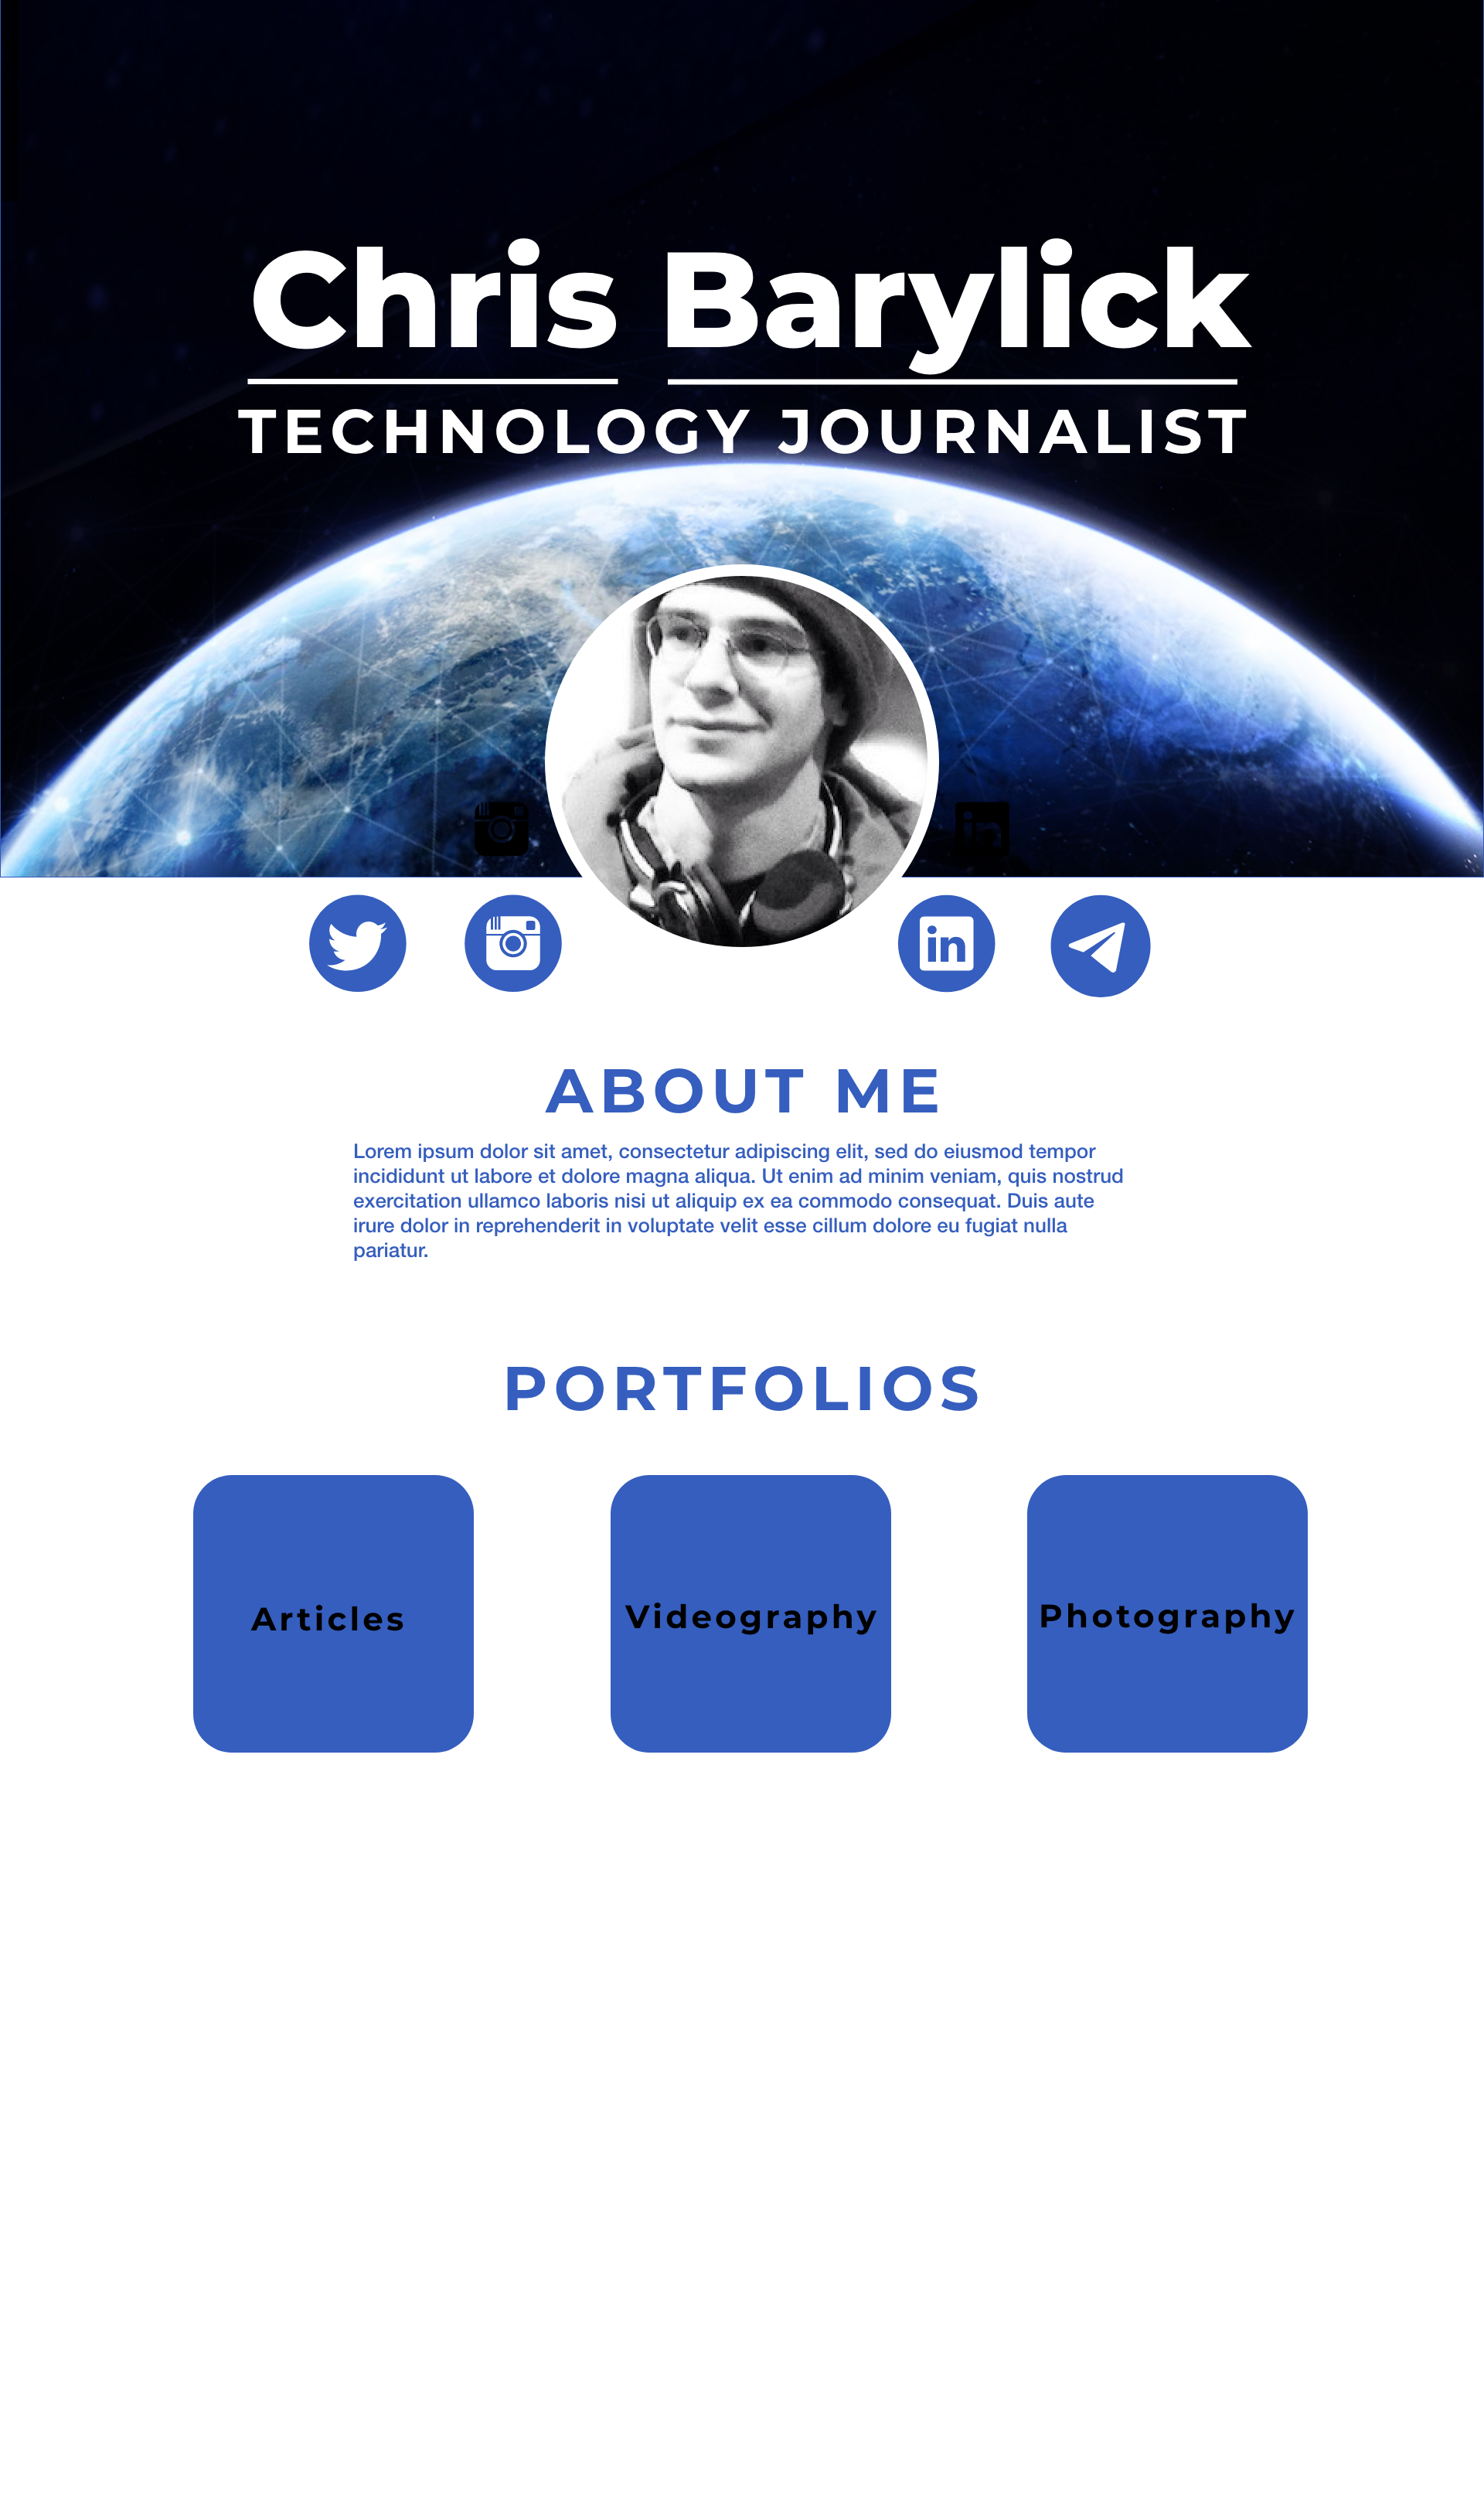 Chris Barylick
TECHNOLOGY JOURNALIST
in
in
ABOUT ME
Lorem ipsum dolor sit amet, consectetur adipiscing elit, sed do eiusmod tempor
incididunt ut labore et dolore magna aliqua. Ut enim ad minim veniam, quis nostrud
exercitation ullamco laboris nisi ut aliquip ex ea commodo consequat. Duis aute
irure dolor in reprehenderit in voluptate velit esse cillum dolore eu fugiat nulla
pariatur.
PORTFOLIOS
Articles
Videography
Photography